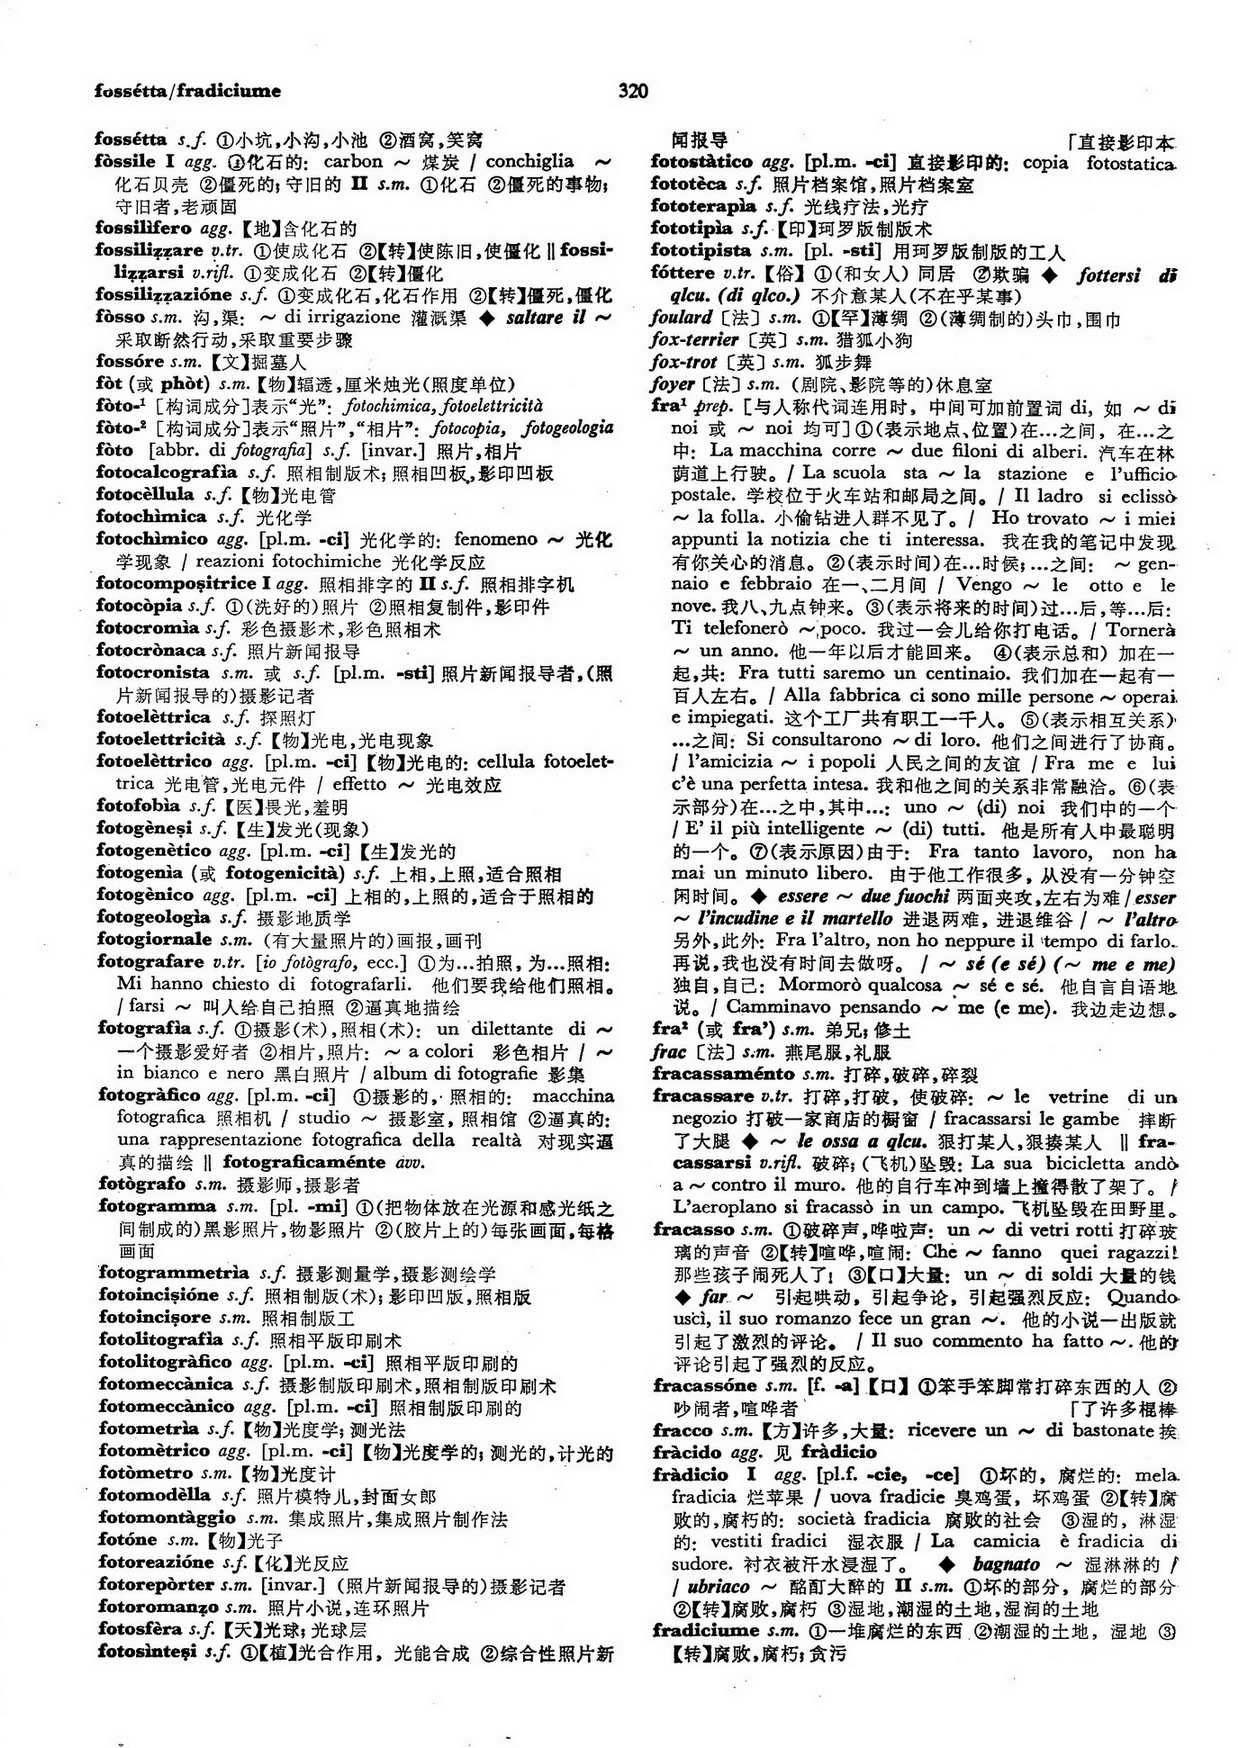 fossétta/fradiciume
320
fossétta s.f. ①小坑,小沟,小池 ②酒窝,笑窝
fòssile I agg. ①化石的: carbon ~ 煤炭 / conchiglia ~
化石贝壳 ②僵死的; 守旧的 II s.m. ①化石 ②僵死的事物;
守旧者,老顽固
fossilìfero agg. 【地】含化石的
fossiliẓẓare v.tr. ①使成化石 ②【转】使陈旧,使僵化 ‖ fossi-
liẓẓarsi v.rifl. ①变成化石 ②【转】僵化
fossiliẓẓazióne s.f. ①变成化石,化石作用 ②【转】僵死,僵化
fòsso s.m. 沟,渠: ~ di irrigazione 灌溉渠 ◆ saltare il ~
采取断然行动,采取重要步骤
fossóre s.m. 【文】掘墓人
fòt (或 phòt) s.m. 【物】辐透,厘米烛光(照度单位)
fòto-¹ [构词成分]表示“光”: fotochimica, fotoelettricità
fòto-² [构词成分]表示“照片”,“相片”: fotocopia, fotogeologia
fòto [abbr. di fotografia] s.f. [invar.] 照片,相片
fotocalcografìa s.f. 照相制版术; 照相凹板,影印凹板
fotocèllula s.f. 【物】光电管
fotochìmica s.f. 光化学
fotochìmico agg. [pl.m. -ci] 光化学的: fenomeno ~ 光化
学现象 / reazioni fotochimiche 光化学反应
fotocompoṣitrice I agg. 照相排字的 II s.f. 照相排字机
fotocòpia s.f. ①(洗好的)照片 ②照相复制件,影印件
fotocromìa s.f. 彩色摄影术,彩色照相术
fotocrònaca s.f. 照片新闻报导
fotocronista s.m. 或 s.f. [pl.m. -sti] 照片新闻报导者,(照
片新闻报导的)摄影记者
fotoelèttrica s.f. 探照灯
fotoelettricità s.f. 【物】光电,光电现象
fotoelèttrico agg. [pl.m. -ci] 【物】光电的: cellula fotoelet-
trica 光电管,光电元件 / effetto ~ 光电效应
fotofobìa s.f. 【医】畏光,羞明
fotogèneṣi s.f. 【生】发光(现象)
fotogenètico agg. [pl.m. -ci] 【生】发光的
fotogenìa (或 fotogenicità) s.f. 上相,上照,适合照相
fotogènico agg. [pl.m. -ci] 上相的,上照的,适合于照相的
fotogeologìa s.f. 摄影地质学
fotogiornale s.m. (有大量照片的)画报,画刊
fotografare v.tr. [io fotògrafo, ecc.] ①为…拍照,为…照相:
Mi hanno chiesto di fotografarli. 他们要我给他们照相。
/ farsi ~ 叫人给自己拍照 ②逼真地描绘
fotografìa s.f. ①摄影(术),照相(术): un dilettante di ~
一个摄影爱好者 ②相片,照片: ~ a colori 彩色相片 / ~
in bianco e nero 黑白照片 / album di fotografie 影集
fotogràfico agg. [pl.m. -ci] ①摄影的, 照相的: macchina
fotografica 照相机 / studio ~ 摄影室, 照相馆 ②逼真的:
una rappresentazione fotografica della realtà 对现实逼
真的描绘 ‖ fotograficaménte avv.
fotògrafo s.m. 摄影师,摄影者
fotogramma s.m. [pl. -mi] ①(把物体放在光源和感光纸之
间制成的)黑影照片,物影照片 ②(胶片上的)每张画面,每格
画面
fotogrammetrìa s.f. 摄影测量学,摄影测绘学
fotoinciṣióne s.f. 照相制版(术); 影印凹版,照相版
fotoinciṣore s.m. 照相制版工
fotolitografìa s.f. 照相平版印刷术
fotolitogràfico agg. [pl.m. -ci] 照相平版印刷的
fotomeccànica s.f. 摄影制版印刷术,照相制版印刷术
fotomeccànico agg. [pl.m. -ci] 照相制版印刷的
fotometrìa s.f. 【物】光度学; 测光法
fotomètrico agg. [pl.m. -ci] 【物】光度学的; 测光的,计光的
fotòmetro s.m. 【物】光度计
fotomodèlla s.f. 照片模特儿,封面女郎
fotomontàggio s.m. 集成照片,集成照片制作法
fotóne s.m. 【物】光子
fotoreazióne s.f. 【化】光反应
fotorepòrter s.m. [invar.] (照片新闻报导的)摄影记者
fotoromanẓo s.m. 照片小说,连环照片
fotosfèra s.f. 【天】光球; 光球层
fotosìnteṣi s.f. ①【植】光合作用, 光能合成 ②综合性照片新
闻报导 「直接影印本
fotostàtico agg. [pl.m. -ci] 直接影印的: copia fotostatica
fototèca s.f. 照片档案馆,照片档案室
fototerapìa s.f. 光线疗法,光疗
fototipìa s.f. 【印】珂罗版制版术
fototipista s.m. [pl. -sti] 用珂罗版制版的工人
fóttere v.tr. 【俗】 ①(和女人) 同居 ②欺骗 ◆ fottersi di
qlcu. (di qlco.) 不介意某人(不在乎某事)
foulard〔法〕s.m. ①【罕】薄绸 ②(薄绸制的)头巾,围巾
fox-terrier〔英〕s.m. 猎狐小狗
fox-trot〔英〕s.m. 狐步舞
foyer〔法〕s.m. (剧院、影院等的)休息室
fra¹ prep. [与人称代词连用时, 中间可加前置词 di, 如 ~ di
noi 或 ~ noi 均可] ①(表示地点、位置)在…之间, 在…之
中: La macchina corre ~ due filoni di alberi. 汽车在林
荫道上行驶。/ La scuola sta ~ la stazione e l'ufficio
postale. 学校位于火车站和邮局之间。/ Il ladro si eclissò
~ la folla. 小偷钻进人群不见了。/ Ho trovato ~ i miei
appunti la notizia che ti interessa. 我在我的笔记中发现
有你关心的消息。②(表示时间)在…时候;…之间: ~ gen-
naio e febbraio 在一、二月间 / Vengo ~ le otto e le
nove. 我八、九点钟来。③(表示将来的时间)过…后,等…后:
Ti telefonerò ~ poco. 我过一会儿给你打电话。/ Tornerà
~ un anno. 他一年以后才能回来。④(表示总和) 加在一
起,共: Fra tutti saremo un centinaio. 我们加在一起有一
百人左右。/ Alla fabbrica ci sono mille persone ~ operai
e impiegati. 这个工厂共有职工一千人。⑤(表示相互关系)
…之间: Si consultarono ~ di loro. 他们之间进行了协商。
/ l'amicizia ~ i popoli 人民之间的友谊 / Fra me e lui
c'è una perfetta intesa. 我和他之间的关系非常融洽。⑥(表
示部分)在…之中,其中…: uno ~ (di) noi 我们中的一个
/ E' il più intelligente ~ (di) tutti. 他是所有人中最聪明
的一个。⑦(表示原因)由于: Fra tanto lavoro, non ha
mai un minuto libero. 由于他工作很多, 从没有一分钟空
闲时间。◆ essere ~ due fuochi 两面夹攻,左右为难 / esser
~ l'incudine e il martello 进退两难, 进退维谷 / ~ l'altro
另外,此外: Fra l'altro, non ho neppure il tempo di farlo.
再说,我也没有时间去做呀。/ ~ sé (e sé) (~ me e me)
独自,自己: Mormorò qualcosa ~ sé e sé. 他自言自语地
说。/ Camminavo pensando ~ me (e me). 我边走边想。
fra² (或 fra') s.m. 弟兄; 修士
frac〔法〕s.m. 燕尾服,礼服
fracassaménto s.m. 打碎,破碎,碎裂
fracassare v.tr. 打碎,打破, 使破碎: ~ le vetrine di un
negozio 打破一家商店的橱窗 / fracassarsi le gambe 摔断
了大腿 ◆ ~ le ossa a qlcu. 狠打某人,狠揍某人 ‖ fra-
cassarsi v.rifl. 破碎; (飞机)坠毁: La sua bicicletta andò
a ~ contro il muro. 他的自行车冲到墙上撞得散了架了。/
L'aeroplano si fracassò in un campo. 飞机坠毁在田野里。
fracasso s.m. ①破碎声,哗啦声: un ~ di vetri rotti 打碎玻
璃的声音 ②【转】喧哗,喧闹: Che ~ fanno quei ragazzi!
那些孩子闹死人了! ③【口】大量: un ~ di soldi 大量的钱
◆ far ~ 引起哄动, 引起争论, 引起强烈反应: Quando
uscì, il suo romanzo fece un gran ~. 他的小说一出版就
引起了激烈的评论。/ Il suo commento ha fatto ~. 他的
评论引起了强烈的反应。
fracassóne s.m. [f. -a] 【口】 ①笨手笨脚常打碎东西的人 ②
吵闹者,喧哗者 「了许多棍棒
fracco s.m. 【方】许多,大量: ricevere un ~ di bastonate 挨
fràcido agg. 见 fràdicio
fràdicio I agg. [pl.f. -cie, -ce] ①坏的, 腐烂的: mela
fradicia 烂苹果 / uova fradicie 臭鸡蛋, 坏鸡蛋 ②【转】腐
败的,腐朽的: società fradicia 腐败的社会 ③湿的, 淋湿
的: vestiti fradici 湿衣服 / La camicia è fradicia di
sudore. 衬衣被汗水浸湿了。 ◆ bagnato ~ 湿淋淋的 /
/ ubriaco ~ 酩酊大醉的 II s.m. ①坏的部分, 腐烂的部分
②【转】腐败,腐朽 ③湿地,潮湿的土地,湿润的土地
fradiciume s.m. ①一堆腐烂的东西 ②潮湿的土地, 湿地 ③
【转】腐败,腐朽; 贪污